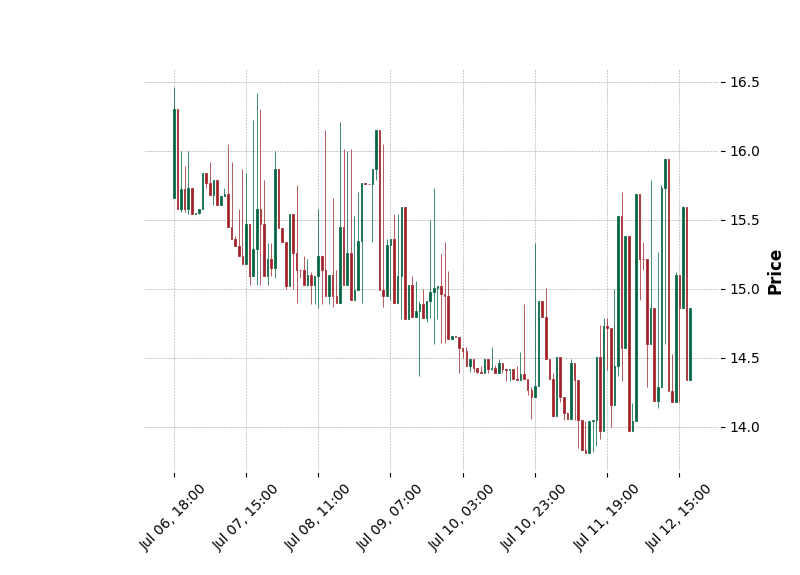 16.5
16.0
15.5
15.0
14.5
14.0
Price
Jul 06, 18:00
Jul 07, 15:00
Jul 08, 11:00
Jul 09, 07:00
Jul 10, 03:00
Jul 10, 23:00
Jul 11, 19:00
Jul 12, 15:00